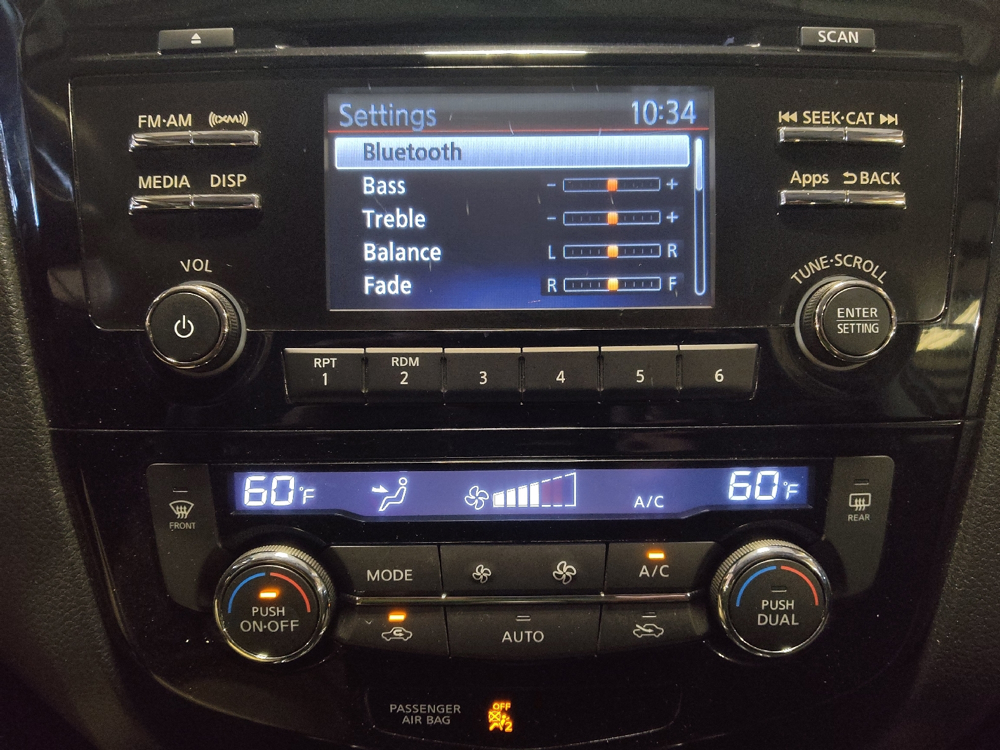 SCAN
FM·AM ((XM))
SEEK·CAT
MEDIA DISP
Apps BACK
Settings 10:34
Bluetooth
Bass - +
Treble - +
Balance L R
Fade R F
VOL
TUNE·SCROLL
ENTER
SETTING
RPT
1
RDM
2
3
4
5
6
60°F
A/C
60°F
FRONT
REAR
MODE
A/C
PUSH
ON·OFF
AUTO
PUSH
DUAL
PASSENGER
AIR BAG
OFF
2